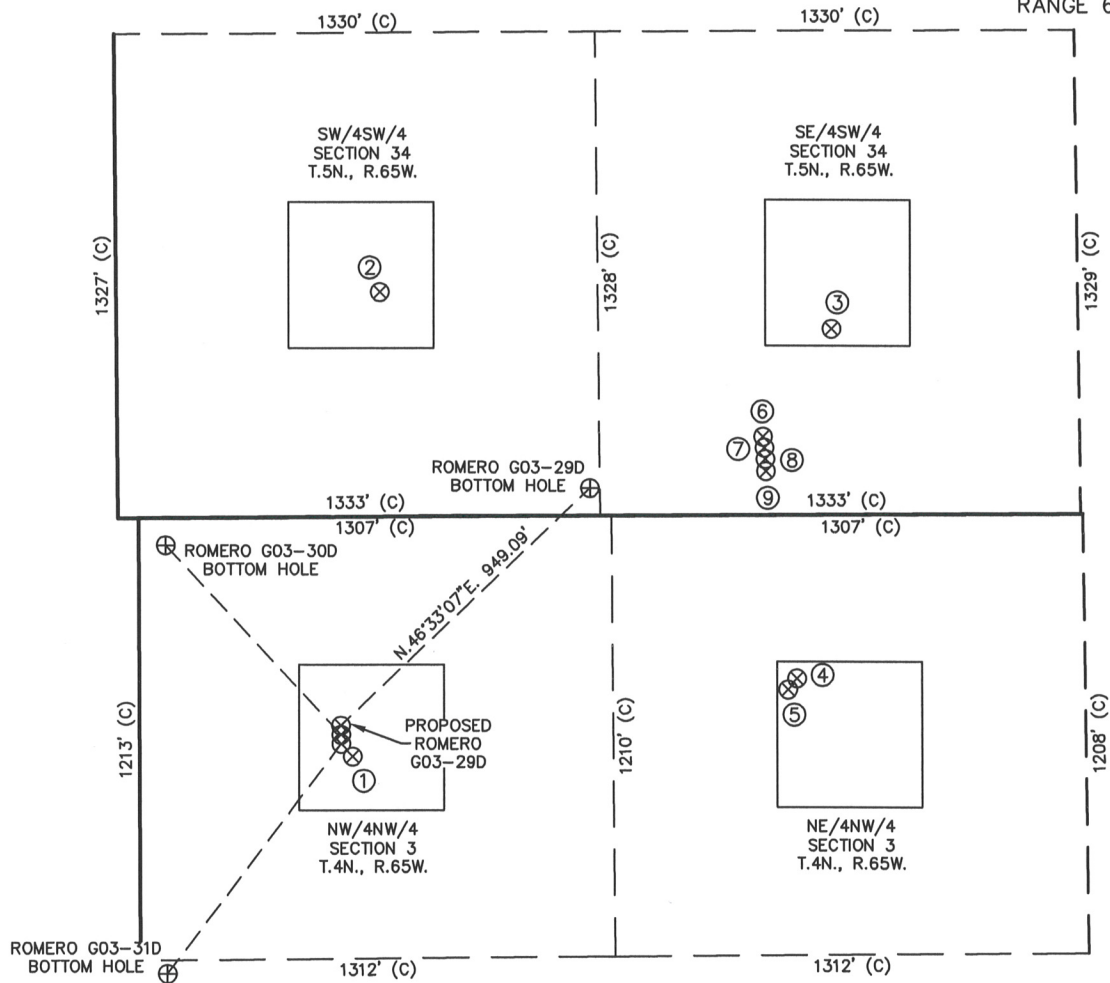 RANGE 6
1330' (C)
1330' (C)
SW/4SW/4
SECTION 34
T.5N., R.65W.
SE/4SW/4
SECTION 34
T.5N., R.65W.
1327' (C)
1328' (C)
1329' (C)
2
3
6
7
8
9
ROMERO G03-29D
BOTTOM HOLE
1333' (C)
1333' (C)
1307' (C)
1307' (C)
ROMERO G03-30D
BOTTOM HOLE
N.46°33'07"E. 949.09'
4
5
PROPOSED
ROMERO
G03-29D
1
1213' (C)
1210' (C)
1208' (C)
NW/4NW/4
SECTION 3
T.4N., R.65W.
NE/4NW/4
SECTION 3
T.4N., R.65W.
ROMERO G03-31D
BOTTOM HOLE
1312' (C)
1312' (C)